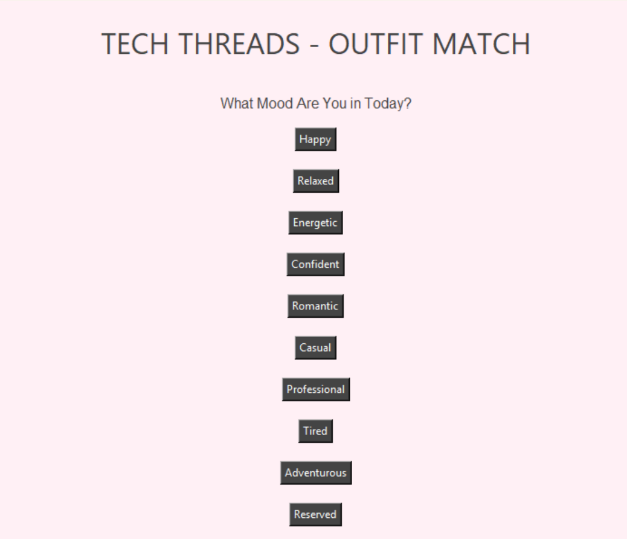 TECH THREADS - OUTFIT MATCH
What Mood Are You in Today?
Happy
Relaxed
Energetic
Confident
Romantic
Casual
Professional
Tired
Adventurous
Reserved